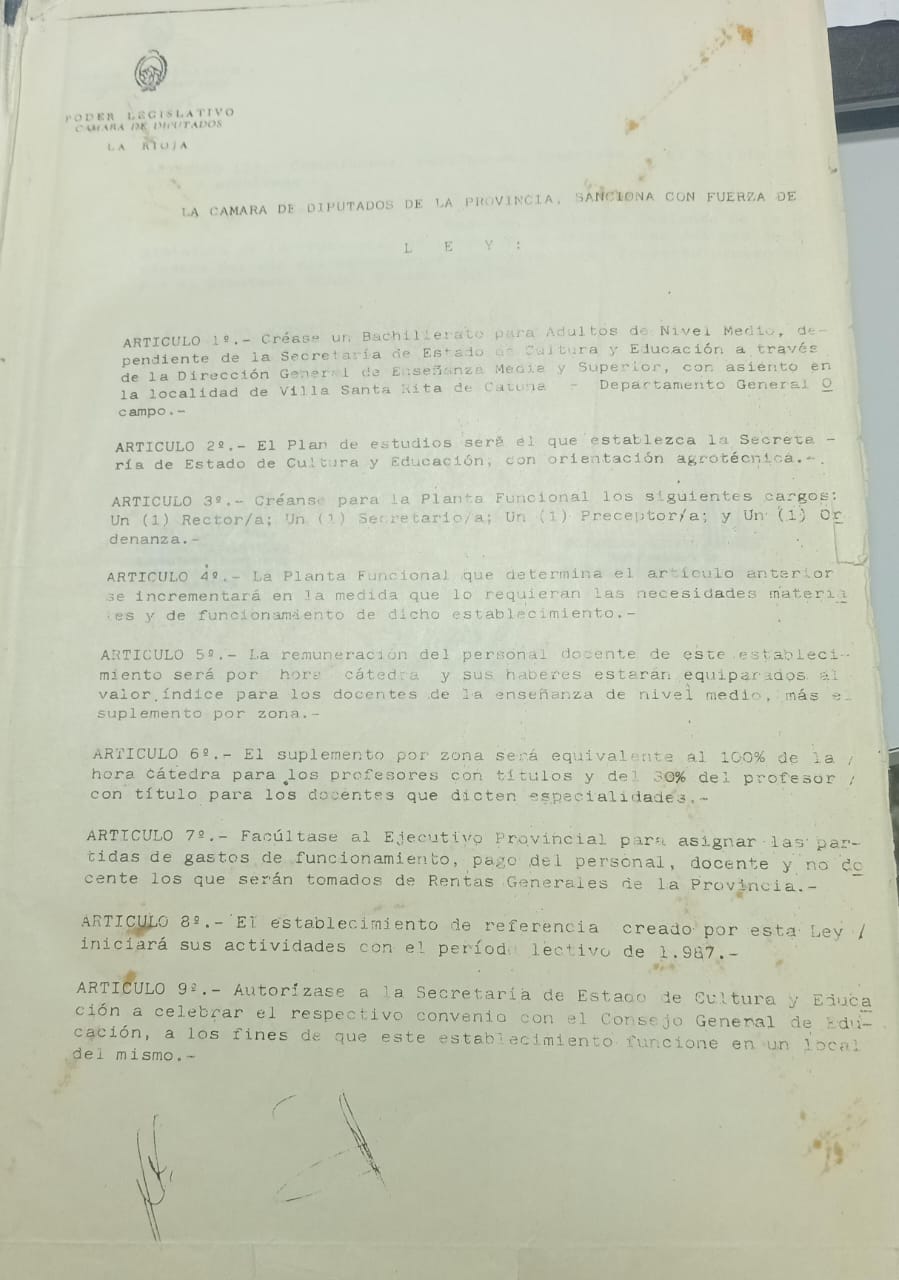 PODER LEGISLATIVO
CAMARA DE DIPUTADOS
LA RIOJA
LA CAMARA DE DIPUTADOS DE LA PROVINCIA, SANCIONA CON FUERZA DE
L E Y :
ARTICULO 1º.- Créase un Bachillerato para Adultos de Nivel Medio, de-
pendiente de la Secretaría de Estado de Cultura y Educación a través
de la Dirección General de Enseñanza Media y Superior, con asiento en
la localidad de Villa Santa Rita de Catuna - Departamento General O
campo.-
ARTICULO 2º.- El Plan de estudios será el que establezca la Secreta -
ría de Estado de Cultura y Educación, con orientación agrotécnica.-
ARTICULO 3º.- Créanse para la Planta Funcional los siguientes cargos:
Un (1) Rector/a; Un (1) Secretario/a; Un (1) Preceptor/a; y Un (1) Or
denanza.-
ARTICULO 4º.- La Planta Funcional que determina el artículo anterior
se incrementará en la medida que lo requieran las necesidades materia
les y de funcionamiento de dicho establecimiento.-
ARTICULO 5º.- La remuneración del personal docente de este estableci-
miento será por hora cátedra y sus haberes estarán equiparados al
valor índice para los docentes de la enseñanza de nivel medio, más el
suplemento por zona.-
ARTICULO 6º.- El suplemento por zona será equivalente al 100% de la /
hora cátedra para los profesores con títulos y del 30% del profesor /
con título para los docentes que dicten especialidades.-
ARTICULO 7º.- Facúltase al Ejecutivo Provincial para asignar las par-
tidas de gastos de funcionamiento, pago del personal, docente y no do
cente los que serán tomados de Rentas Generales de la Provincia.-
ARTICULO 8º.- El establecimiento de referencia creado por esta Ley /
iniciará sus actividades con el período lectivo de 1.987.-
ARTICULO 9º.- Autorízase a la Secretaría de Estado de Cultura y Educa
ción a celebrar el respectivo convenio con el Consejo General de Edu-
cación, a los fines de que este establecimiento funcione en un local
del mismo.-